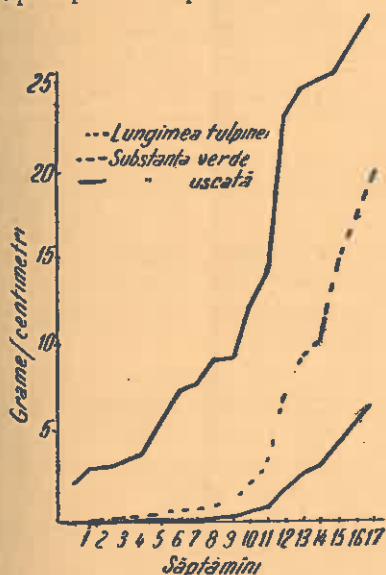 25
20
15
10
5
Grame/centimetri
Lungimea tulpinei
Substanța verde
" uscată
1 2 3 4 5 6 7 8 9 10 11 12 13 14 15 16 17
Săptămîni